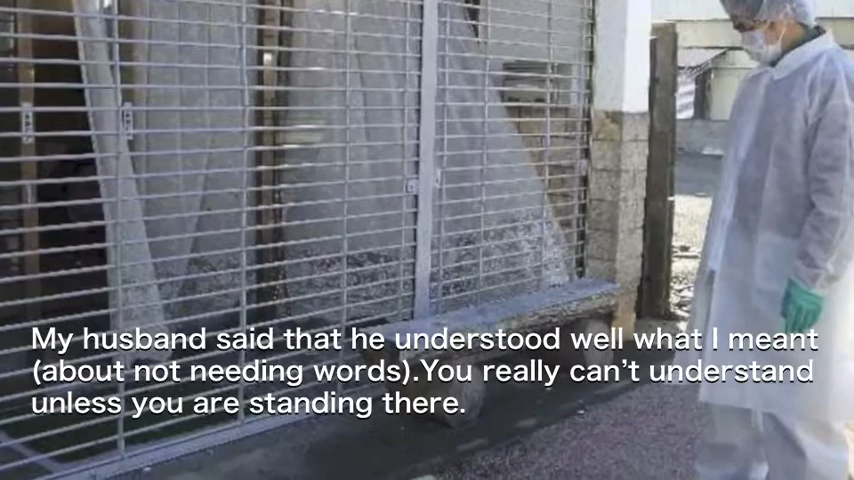 My husband said that he understood well what I meant
(about not needing words).You really can’t understand
unless you are standing there.